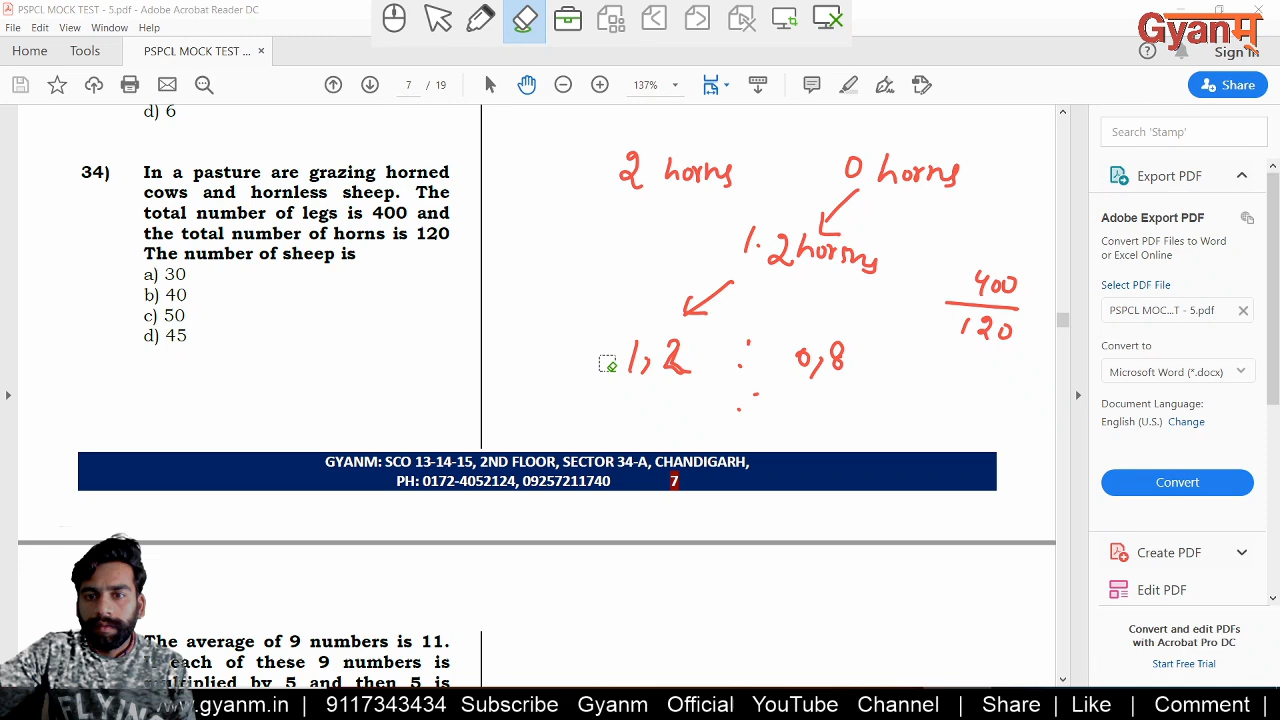 PSPCL MOCK TEST - 5.pdf - Adobe Acrobat Reader DC
File Edit View Window Help
Home Tools PSPCL MOCK TEST ... ×
Gyanम्
Sign In
7 / 19
137%
Share
d) 6
34) In a pasture are grazing horned
cows and hornless sheep. The
total number of legs is 400 and
the total number of horns is 120
The number of sheep is
a) 30
b) 40
c) 50
d) 45
2 horns 0 horns
1.2 horns
400
120
1,2 : 0,8
:
GYANM: SCO 13-14-15, 2ND FLOOR, SECTOR 34-A, CHANDIGARH,
PH: 0172-4052124, 09257211740 7
The average of 9 numbers is 11.
each of these 9 numbers is
multiplied by 5 and then 5 is
Search 'Stamp'
Export PDF
Adobe Export PDF
Convert PDF Files to Word
or Excel Online
Select PDF File
PSPCL MOC...T - 5.pdf
Convert to
Microsoft Word (*.docx)
Document Language:
English (U.S.) Change
Convert
Create PDF
Edit PDF
Convert and edit PDFs
with Acrobat Pro DC
Start Free Trial
www.gyanm.in | 9117343434 Subscribe Gyanm Official YouTube Channel | Share | Like | Comment |